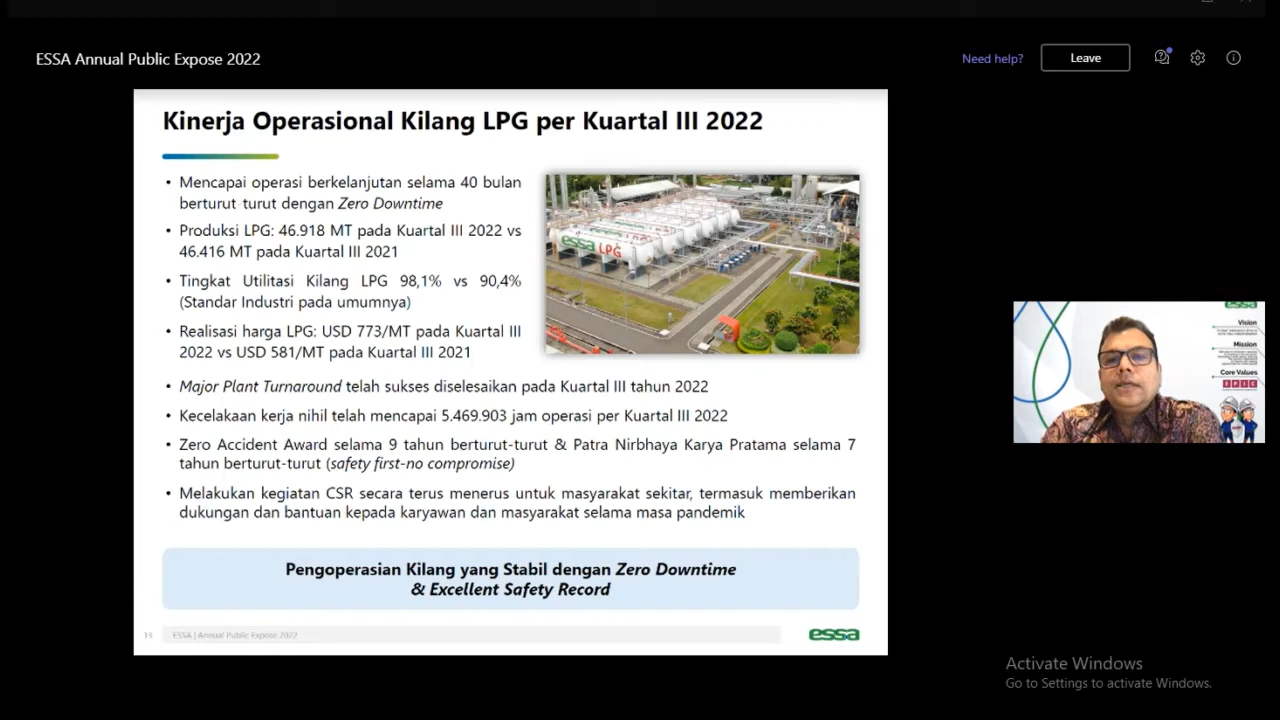 ESSA Annual Public Expose 2022
Need help?
Leave
Kinerja Operasional Kilang LPG per Kuartal III 2022
• Mencapai operasi berkelanjutan selama 40 bulan
berturut-turut dengan Zero Downtime
• Produksi LPG: 46.918 MT pada Kuartal III 2022 vs
46.416 MT pada Kuartal III 2021
• Tingkat Utilitasi Kilang LPG 98,1% vs 90,4%
(Standar Industri pada umumnya)
• Realisasi harga LPG: USD 773/MT pada Kuartal III
2022 vs USD 581/MT pada Kuartal III 2021
essa LPG
• Major Plant Turnaround telah sukses diselesaikan pada Kuartal III tahun 2022
• Kecelakaan kerja nihil telah mencapai 5.469.903 jam operasi per Kuartal III 2022
• Zero Accident Award selama 9 tahun berturut-turut & Patra Nirbhaya Karya Pratama selama 7
tahun berturut-turut (safety first-no compromise)
• Melakukan kegiatan CSR secara terus menerus untuk masyarakat sekitar, termasuk memberikan
dukungan dan bantuan kepada karyawan dan masyarakat selama masa pandemik
Pengoperasian Kilang yang Stabil dengan Zero Downtime
& Excellent Safety Record
13 ESSA | Annual Public Expose 2022
essa
essa
Vision
Mission
Core Values
EPIC
Activate Windows
Go to Settings to activate Windows.